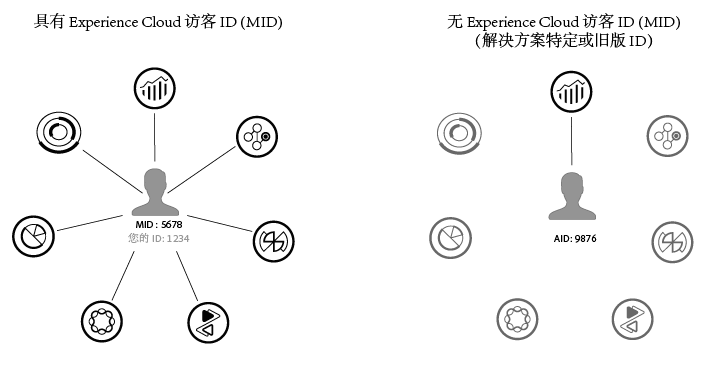 具有 Experience Cloud 访客 ID (MID)
无 Experience Cloud 访客 ID (MID)
（解决方案特定或旧版 ID）
MID : 5678
您的 ID: 1234
AID: 9876